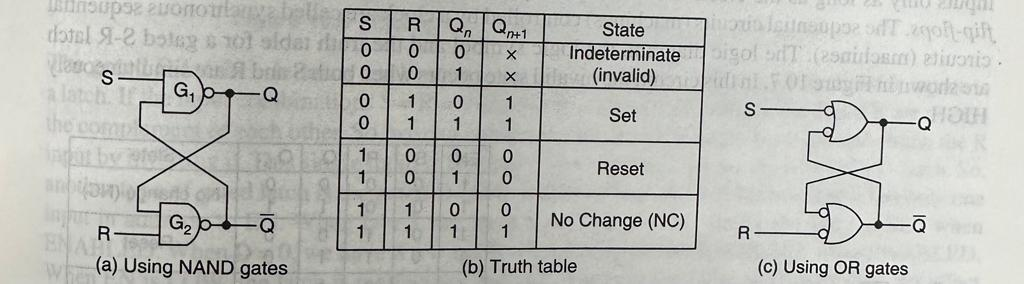 S R Qn Qn+1 State
0 0 0 × Indeterminate
0 0 1 × (invalid)
0 1 0 1 Set
0 1 1 1
1 0 0 0 Reset
1 0 1 0
1 1 0 0 No Change (NC)
1 1 1 1
S G1 Q
R G2 Q̅
S Q
R Q̅
(a) Using NAND gates
(b) Truth table
(c) Using OR gates